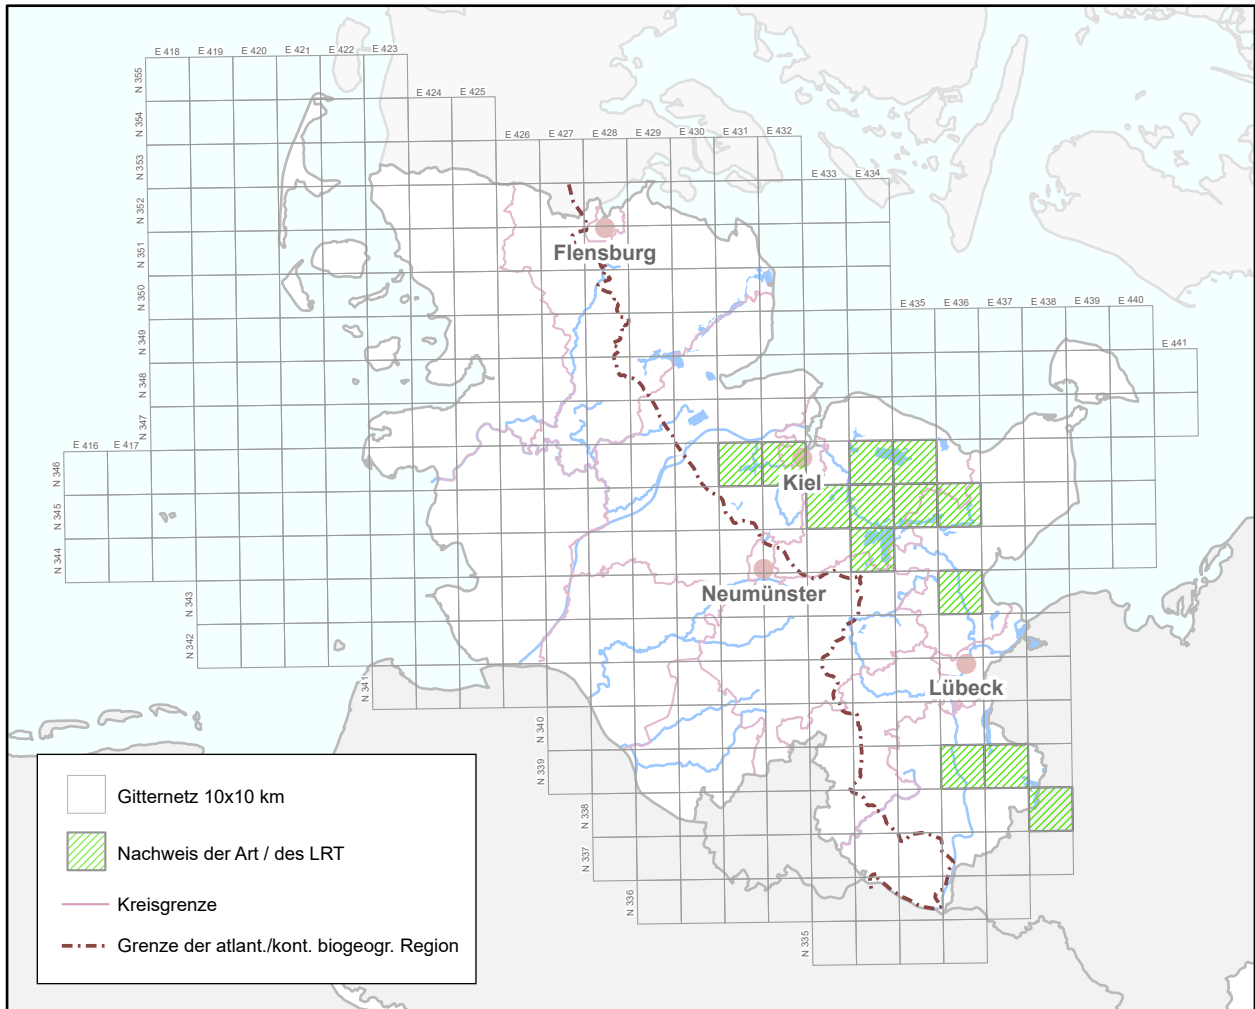 E 418 E 419 E 420 E 421 E 422 E 423
E 424 E 425
E 426 E 427 E 428 E 429 E 430 E 431 E 432
E 433 E 434
E 435 E 436 E 437 E 438 E 439 E 440
E 441
E 416 E 417
N 355
N 354
N 353
N 352
N 351
N 350
N 349
N 348
N 347
N 346
N 345
N 344
N 343
N 342
N 341
N 340
N 339
N 338
N 337
N 336
N 335
Flensburg
Kiel
Neumünster
Lübeck
Gitternetz 10x10 km
Nachweis der Art / des LRT
Kreisgrenze
Grenze der atlant./kont. biogeogr. Region